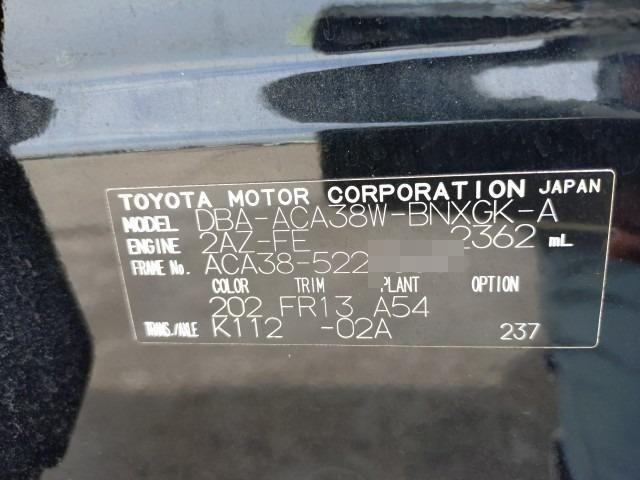 TOYOTA MOTOR CORPORATION JAPAN
MODEL DBA-ACA38W-BNXGK-A
ENGINE 2AZ-FE 2362 mL
FRAME No. ACA38-522
COLOR TRIM PLANT OPTION
202 FR13 A54
TRANS./AXLE K112 -02A 237